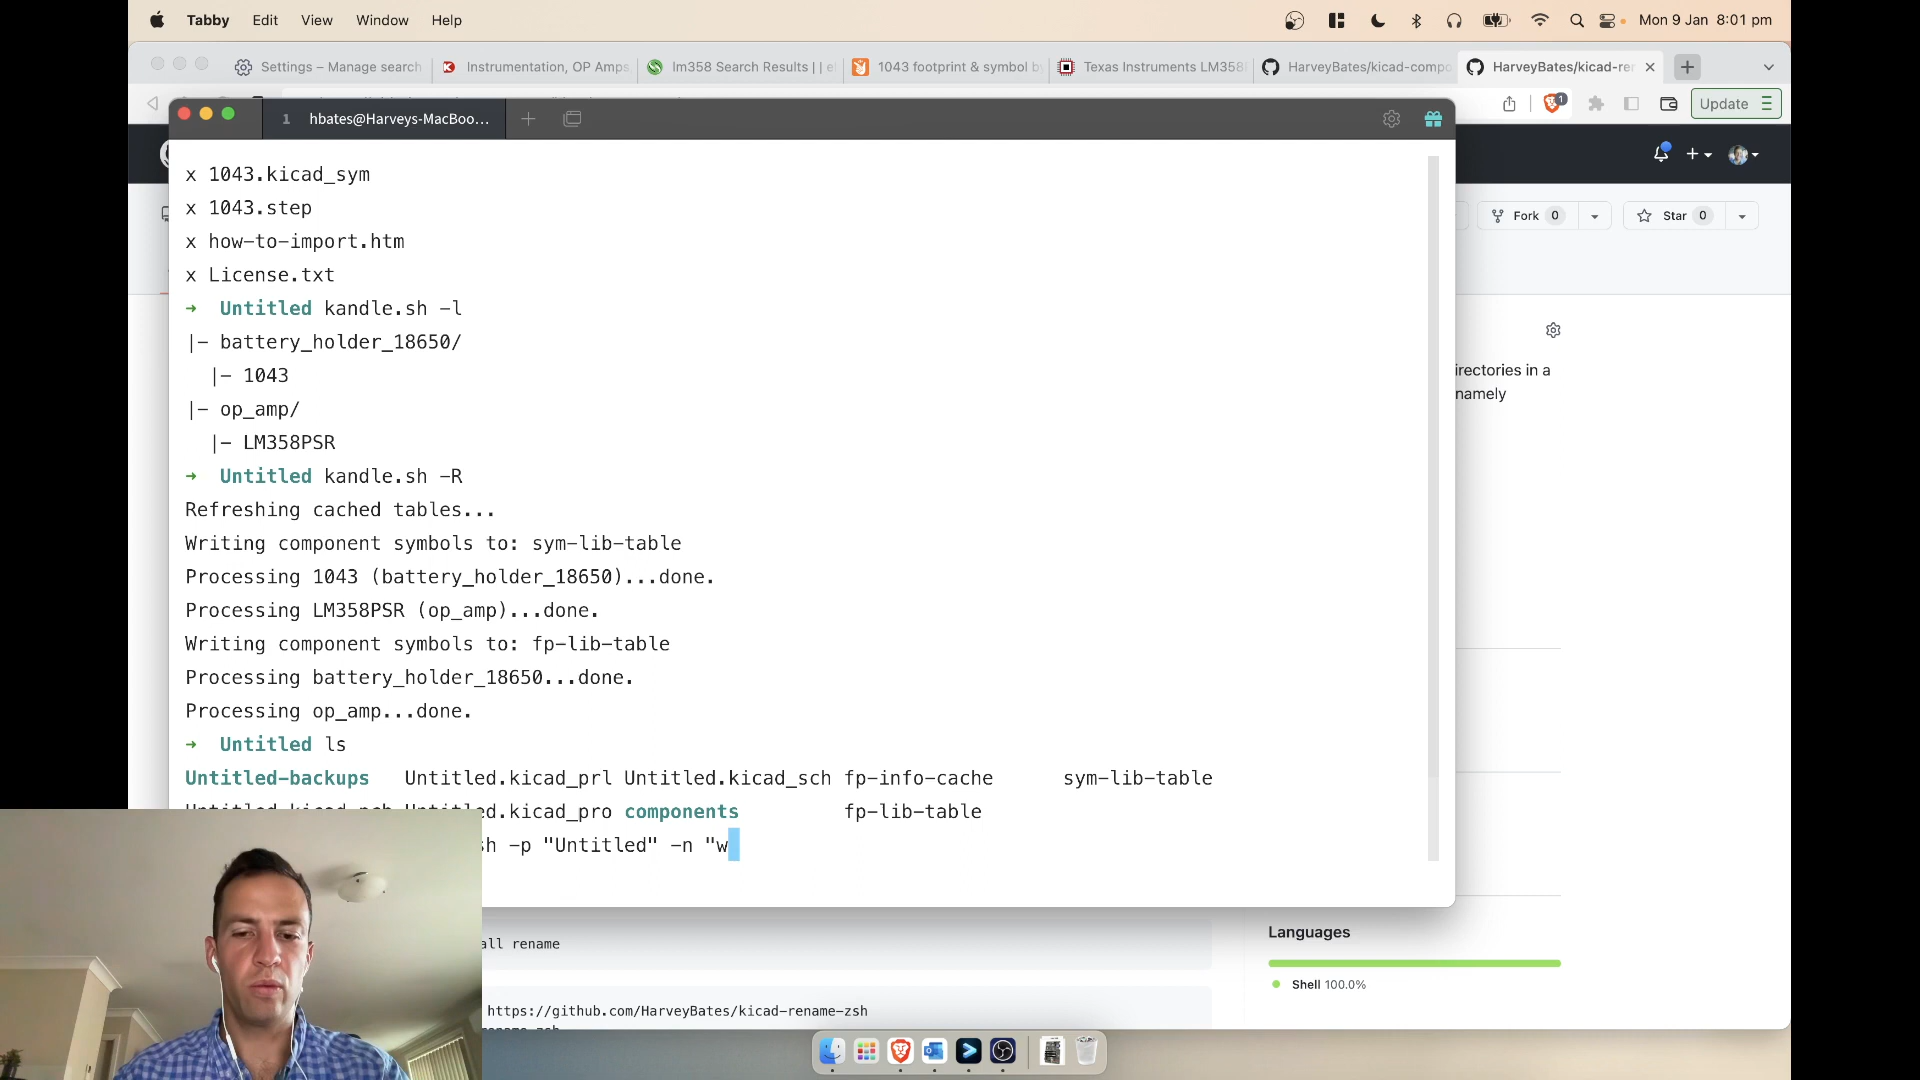 Tabby Edit View Window Help Mon 9 Jan 8:01 pm
Settings – Manage search Instrumentation, OP Amps, lm358 Search Results | | el 1043 footprint & symbol by Texas Instruments LM358 HarveyBates/kicad-compo HarveyBates/kicad-ren
1 Update
1 hbates@Harveys-MacBoo...
x 1043.kicad_sym
x 1043.step
Fork 0 Star 0
x how-to-import.htm
x License.txt
→ Untitled kandle.sh -l
|- battery_holder_18650/
irectories in a
|- 1043
namely
|- op_amp/
|- LM358PSR
→ Untitled kandle.sh -R
Refreshing cached tables...
Writing component symbols to: sym-lib-table
Processing 1043 (battery_holder_18650)...done.
Processing LM358PSR (op_amp)...done.
Writing component symbols to: fp-lib-table
Processing battery_holder_18650...done.
Processing op_amp...done.
→ Untitled ls
Untitled-backups Untitled.kicad_prl Untitled.kicad_sch fp-info-cache sym-lib-table
ed.kicad_pro components fp-lib-table
sh -p "Untitled" -n "w
Languages
all rename
Shell 100.0%
https://github.com/HarveyBates/kicad-rename-zsh